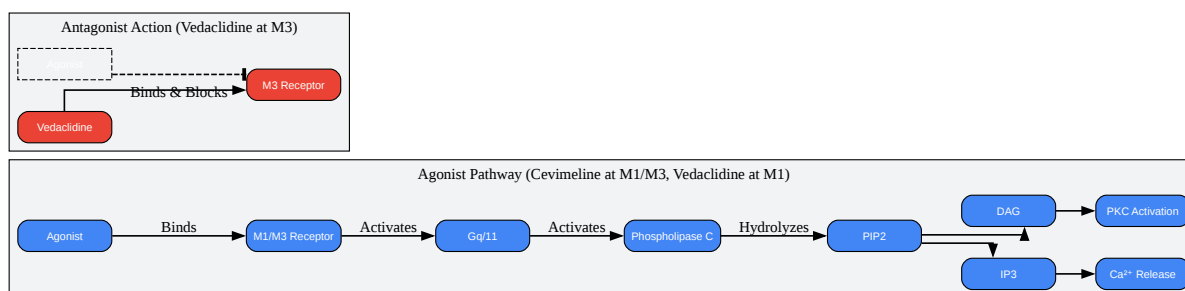 Antagonist Action (Vedaclidine at M3)
Agonist
M3 Receptor
Binds & Blocks
Vedaclidine
Agonist Pathway (Cevimeline at M1/M3, Vedaclidine at M1)
Agonist
Binds
M1/M3 Receptor
Activates
Gq/11
Activates
Phospholipase C
Hydrolyzes
PIP2
DAG
PKC Activation
IP3
Ca²⁺ Release